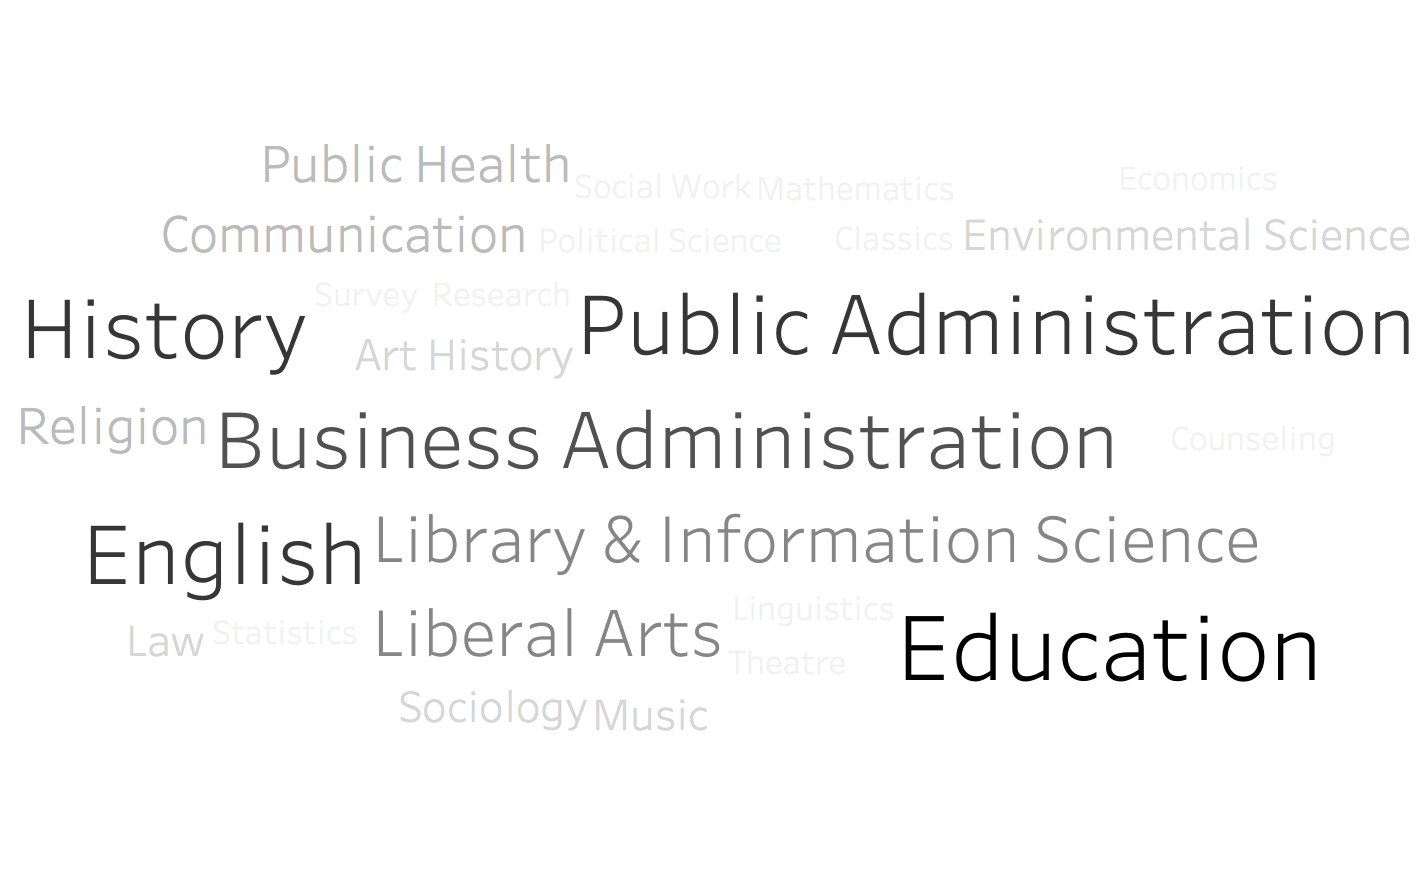 Public Health
Social Work
Mathematics
Economics
Communication
Political Science
Classics
Environmental Science
Survey Research
History
Public Administration
Art History
Religion
Business Administration
Counseling
English
Library & Information Science
Linguistics
Law
Statistics
Liberal Arts
Education
Theatre
Sociology
Music